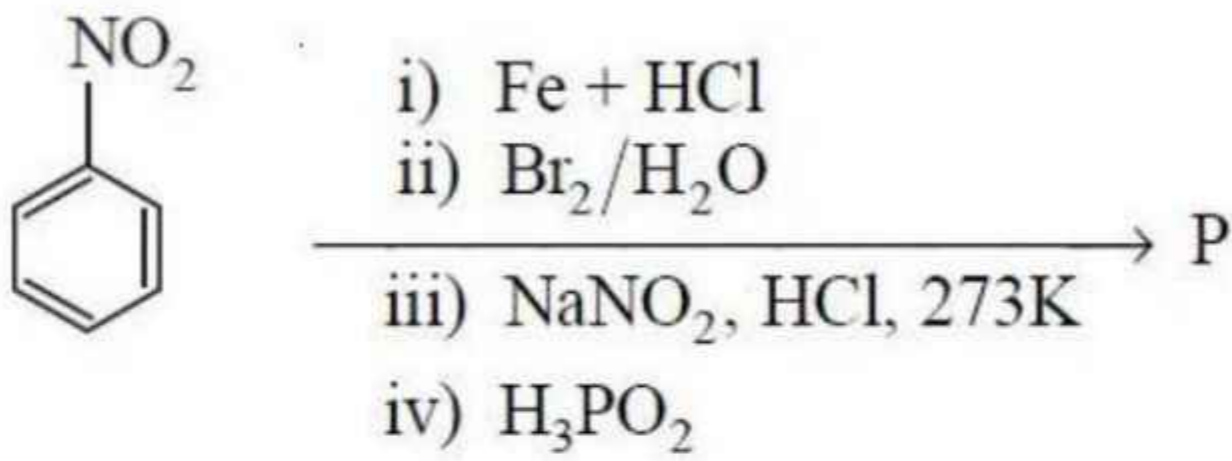 NO₂
i) Fe + HCl
ii) Br₂/H₂O
P
iii) NaNO₂, HCl, 273K
iv) H₃PO₂